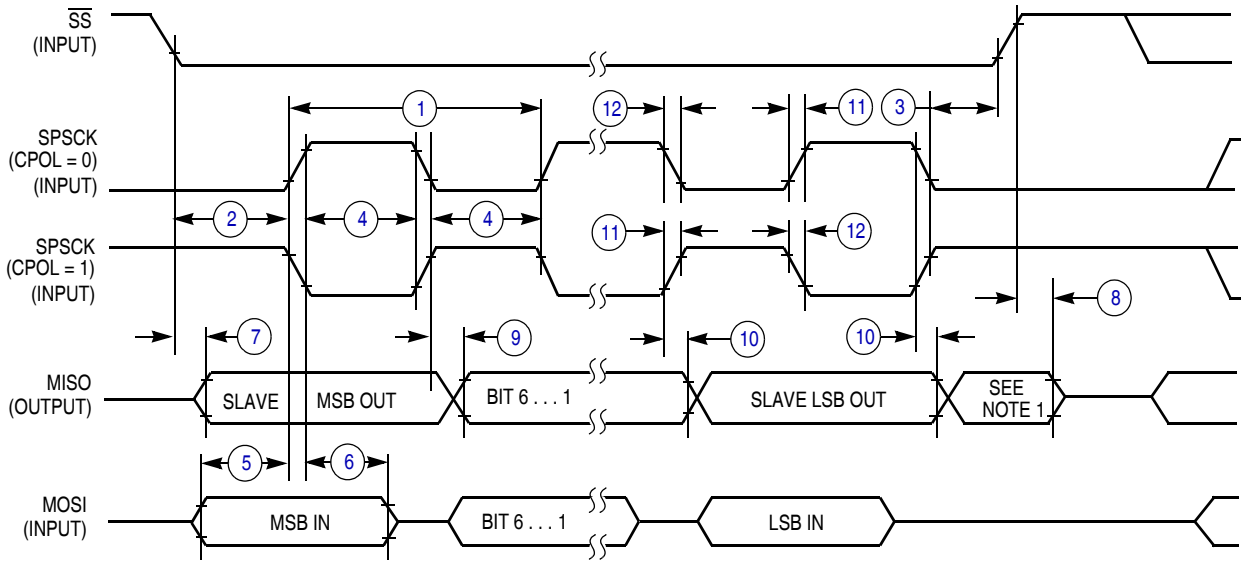 SS
(INPUT)
1
12
11
3
SPSCK
(CPOL = 0)
(INPUT)
2
4
4
11
12
SPSCK
(CPOL = 1)
(INPUT)
7
9
10
10
8
MISO
(OUTPUT)
SLAVE
MSB OUT
BIT 6 . . . 1
SLAVE LSB OUT
SEE
NOTE 1
5
6
MOSI
(INPUT)
MSB IN
BIT 6 . . . 1
LSB IN